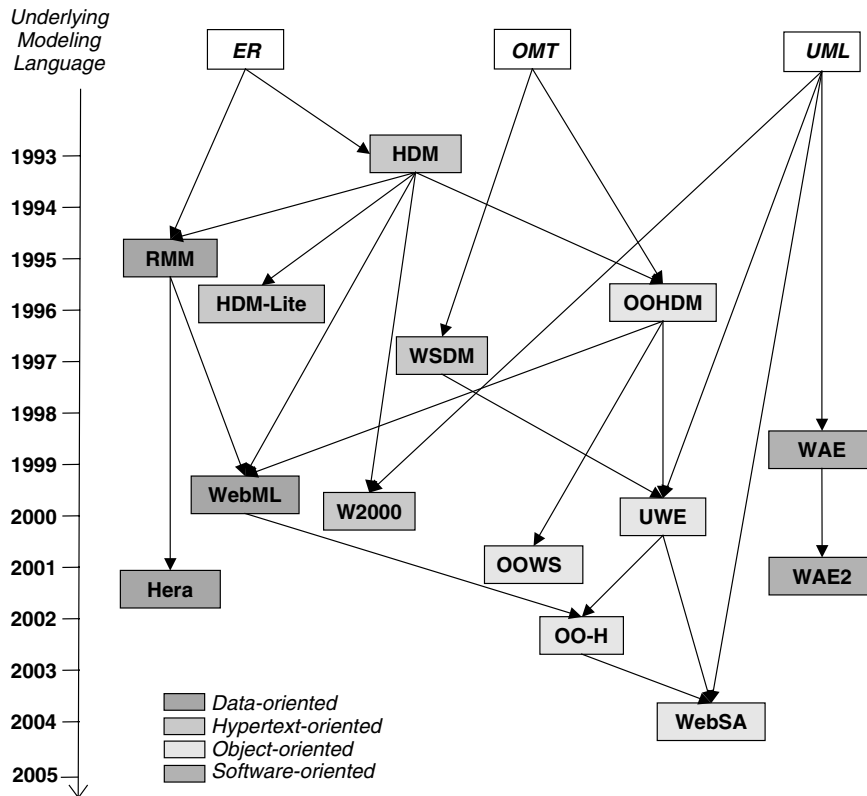 Underlying
Modeling
Language
ER
OMT
UML
1993
HDM
1994
1995
RMM
HDM-Lite
OOHDM
1996
WSDM
1997
1998
WAE
1999
WebML
W2000
UWE
2000
OOWS
2001
WAE2
Hera
2002
OO-H
2003
Data-oriented
WebSA
2004
Hypertext-oriented
Object-oriented
Software-oriented
2005